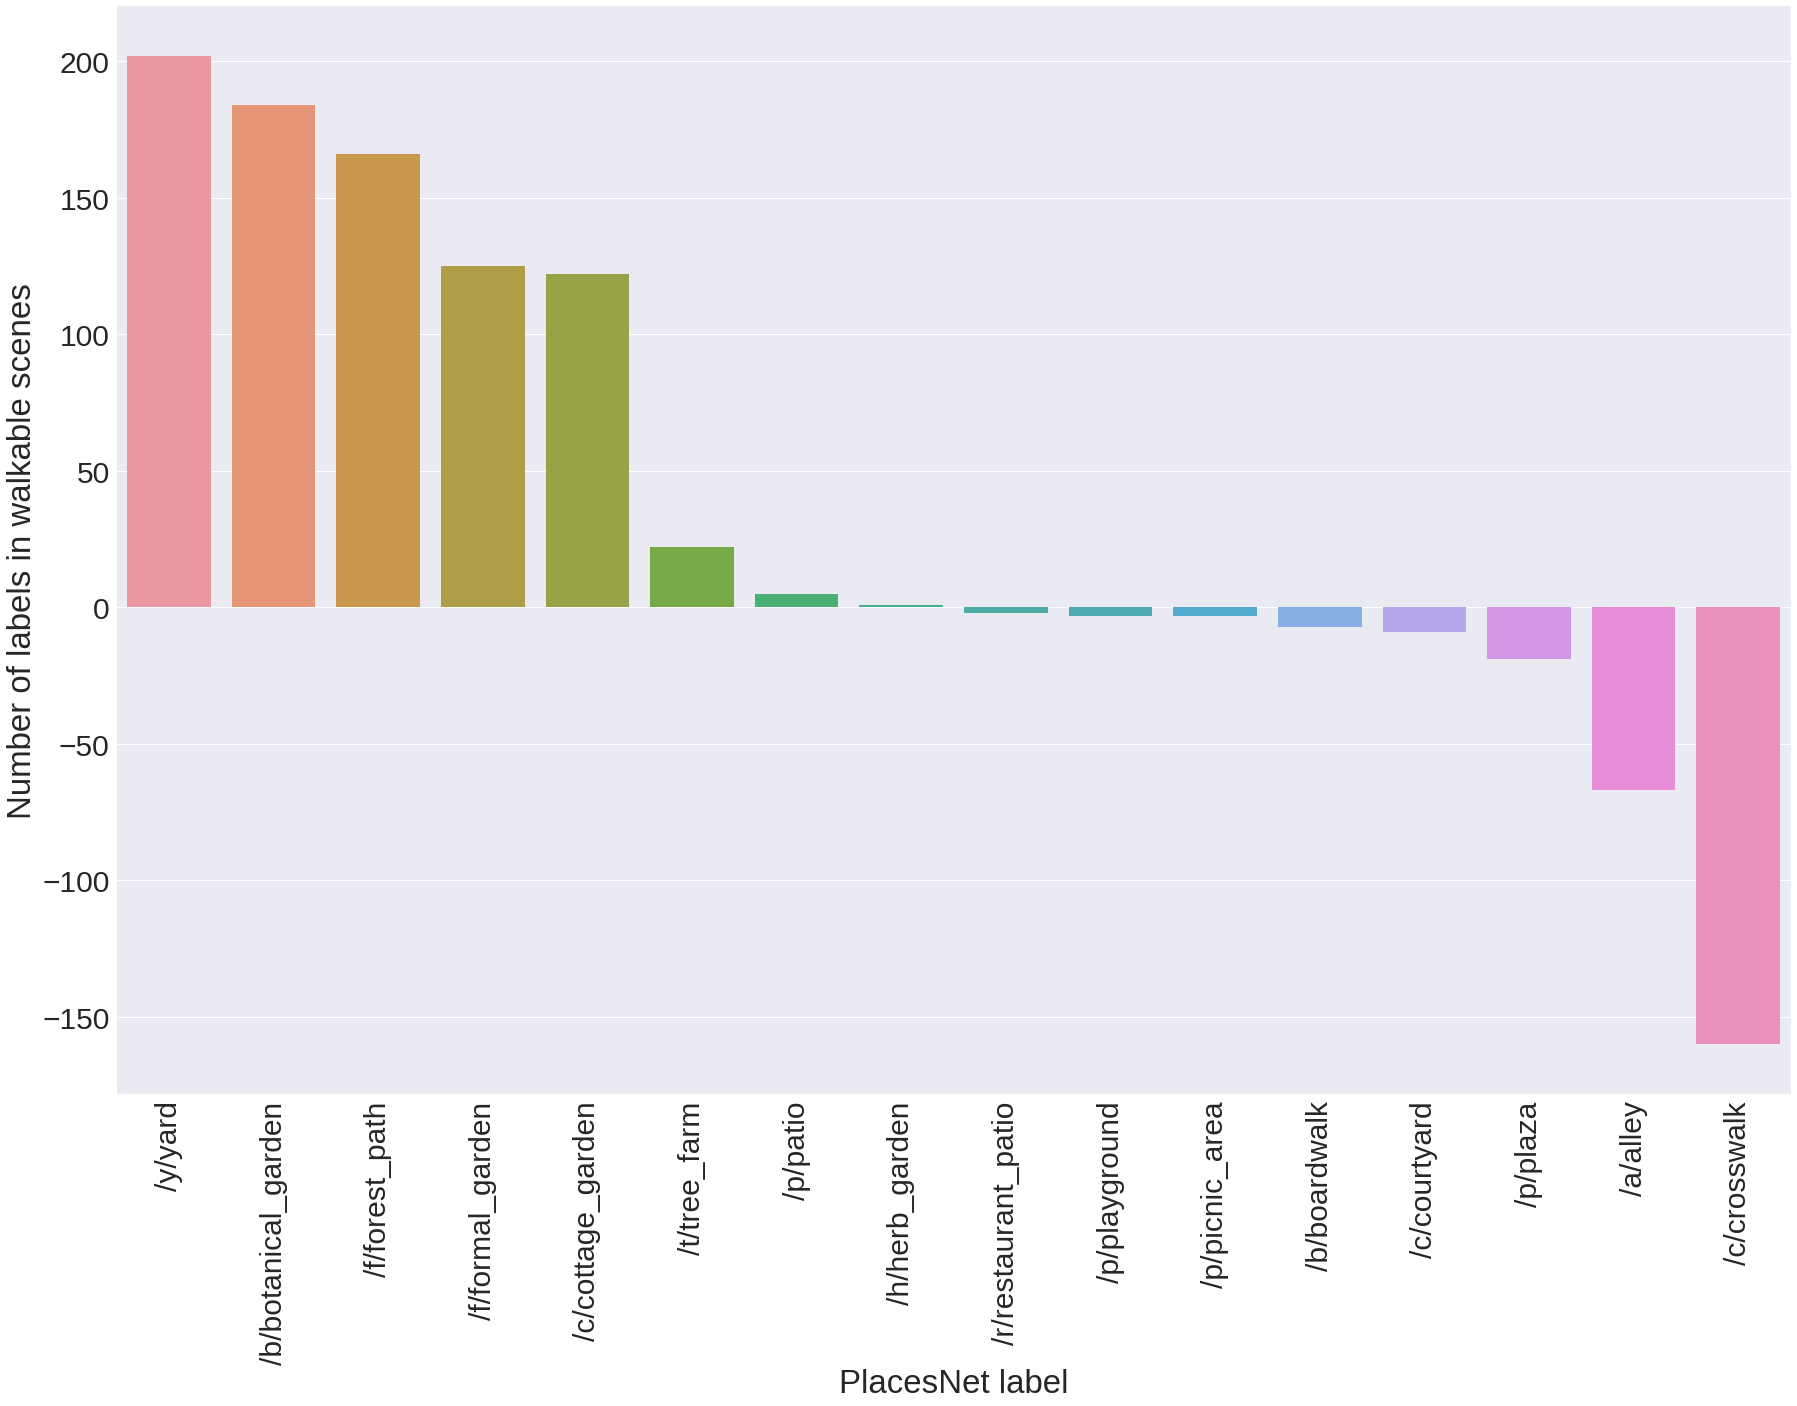 Number of labels in walkable scenes
200
150
100
50
0
−50
−100
−150
/y/yard
/b/botanical_garden
/f/forest_path
/f/formal_garden
/c/cottage_garden
/t/tree_farm
/p/patio
/h/herb_garden
/r/restaurant_patio
/p/playground
/p/picnic_area
/b/boardwalk
/c/courtyard
/p/plaza
/a/alley
/c/crosswalk
PlacesNet label